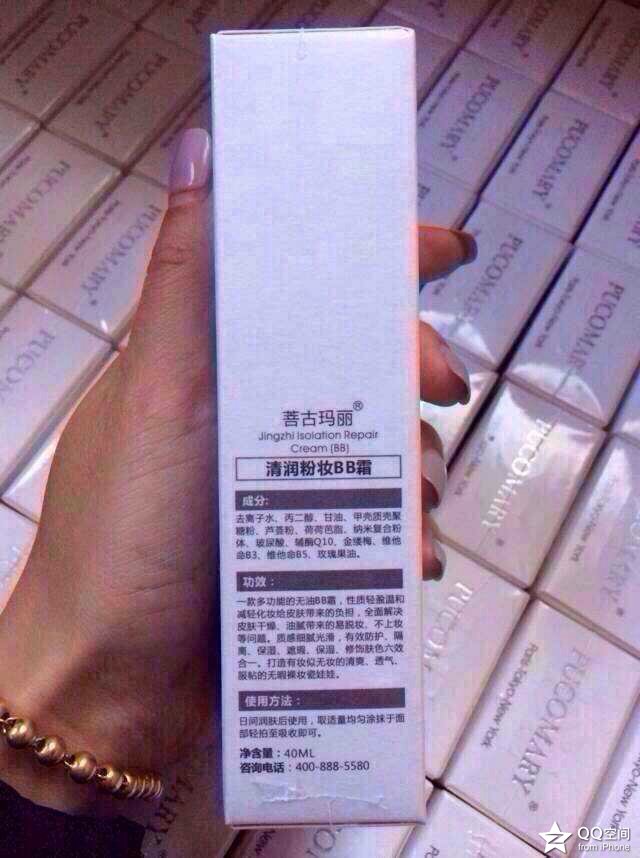 菩古玛丽®
Jingzhi Isolation Repair
Cream (BB)
清润粉妆BB霜
成分:
去离子水、丙二醇、甘油、甲壳质壳聚
糖粉、芦荟粉、荷荷芭脂、纳米复合粉
体、玻尿酸、辅酶Q10、金缕梅、维他
命B3、维他命B5、玫瑰果油。
功效:
一款多功能的无油BB霜，性质轻盈温和
减轻化妆给皮肤带来的负担，全面解决
皮肤干燥、油腻带来的易脱妆、不上妆
等问题。质感细腻光滑，有效防护、隔
离、保湿、遮瑕、保湿、修饰肤色六效
合一。打造有妆似无妆的清爽、透气、
服帖的无暇裸妆瓷娃娃。
使用方法:
日间润肤后使用，取适量均匀涂抹于面
部轻拍至吸收即可。
净含量: 40ML
咨询电话: 400-888-5580
PUCOMARY®
Paris-Tokyo-New York
PUCOMARY®
PUCOMARY®
PUCOMARY®
PUCOMARY®
Paris-Tokyo-New York
PUCOMARY®
QQ空间
from iPhone